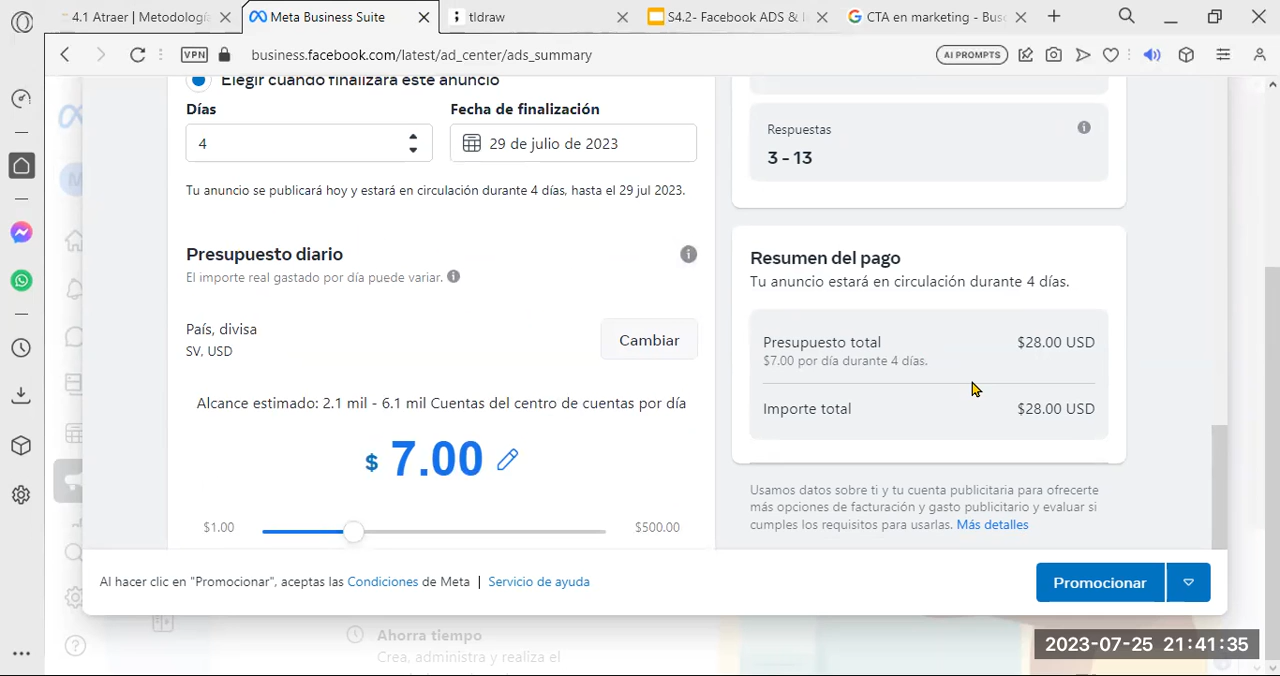 4.1 Atraer | Metodología
Meta Business Suite
tldraw
S4.2- Facebook ADS & I
CTA en marketing - Bus
VPN
business.facebook.com/latest/ad_center/ads_summary
AI PROMPTS
Elegir cuándo finalizará este anuncio
Días
Fecha de finalización
4
29 de julio de 2023
Tu anuncio se publicará hoy y estará en circulación durante 4 días, hasta el 29 jul 2023.
Presupuesto diario
El importe real gastado por día puede variar.
País, divisa
SV. USD
Cambiar
Alcance estimado: 2.1 mil - 6.1 mil Cuentas del centro de cuentas por día
$ 7.00
$1.00
$500.00
Respuestas
3 - 13
Resumen del pago
Tu anuncio estará en circulación durante 4 días.
Presupuesto total
$28.00 USD
$7.00 por día durante 4 días.
Importe total
$28.00 USD
Usamos datos sobre ti y tu cuenta publicitaria para ofrecerte
más opciones de facturación y gasto publicitario y evaluar si
cumples los requisitos para usarlas. Más detalles
Al hacer clic en "Promocionar", aceptas las Condiciones de Meta | Servicio de ayuda
Promocionar
Ahorra tiempo
Crea, administra y realiza el
2023-07-25 21:41:35